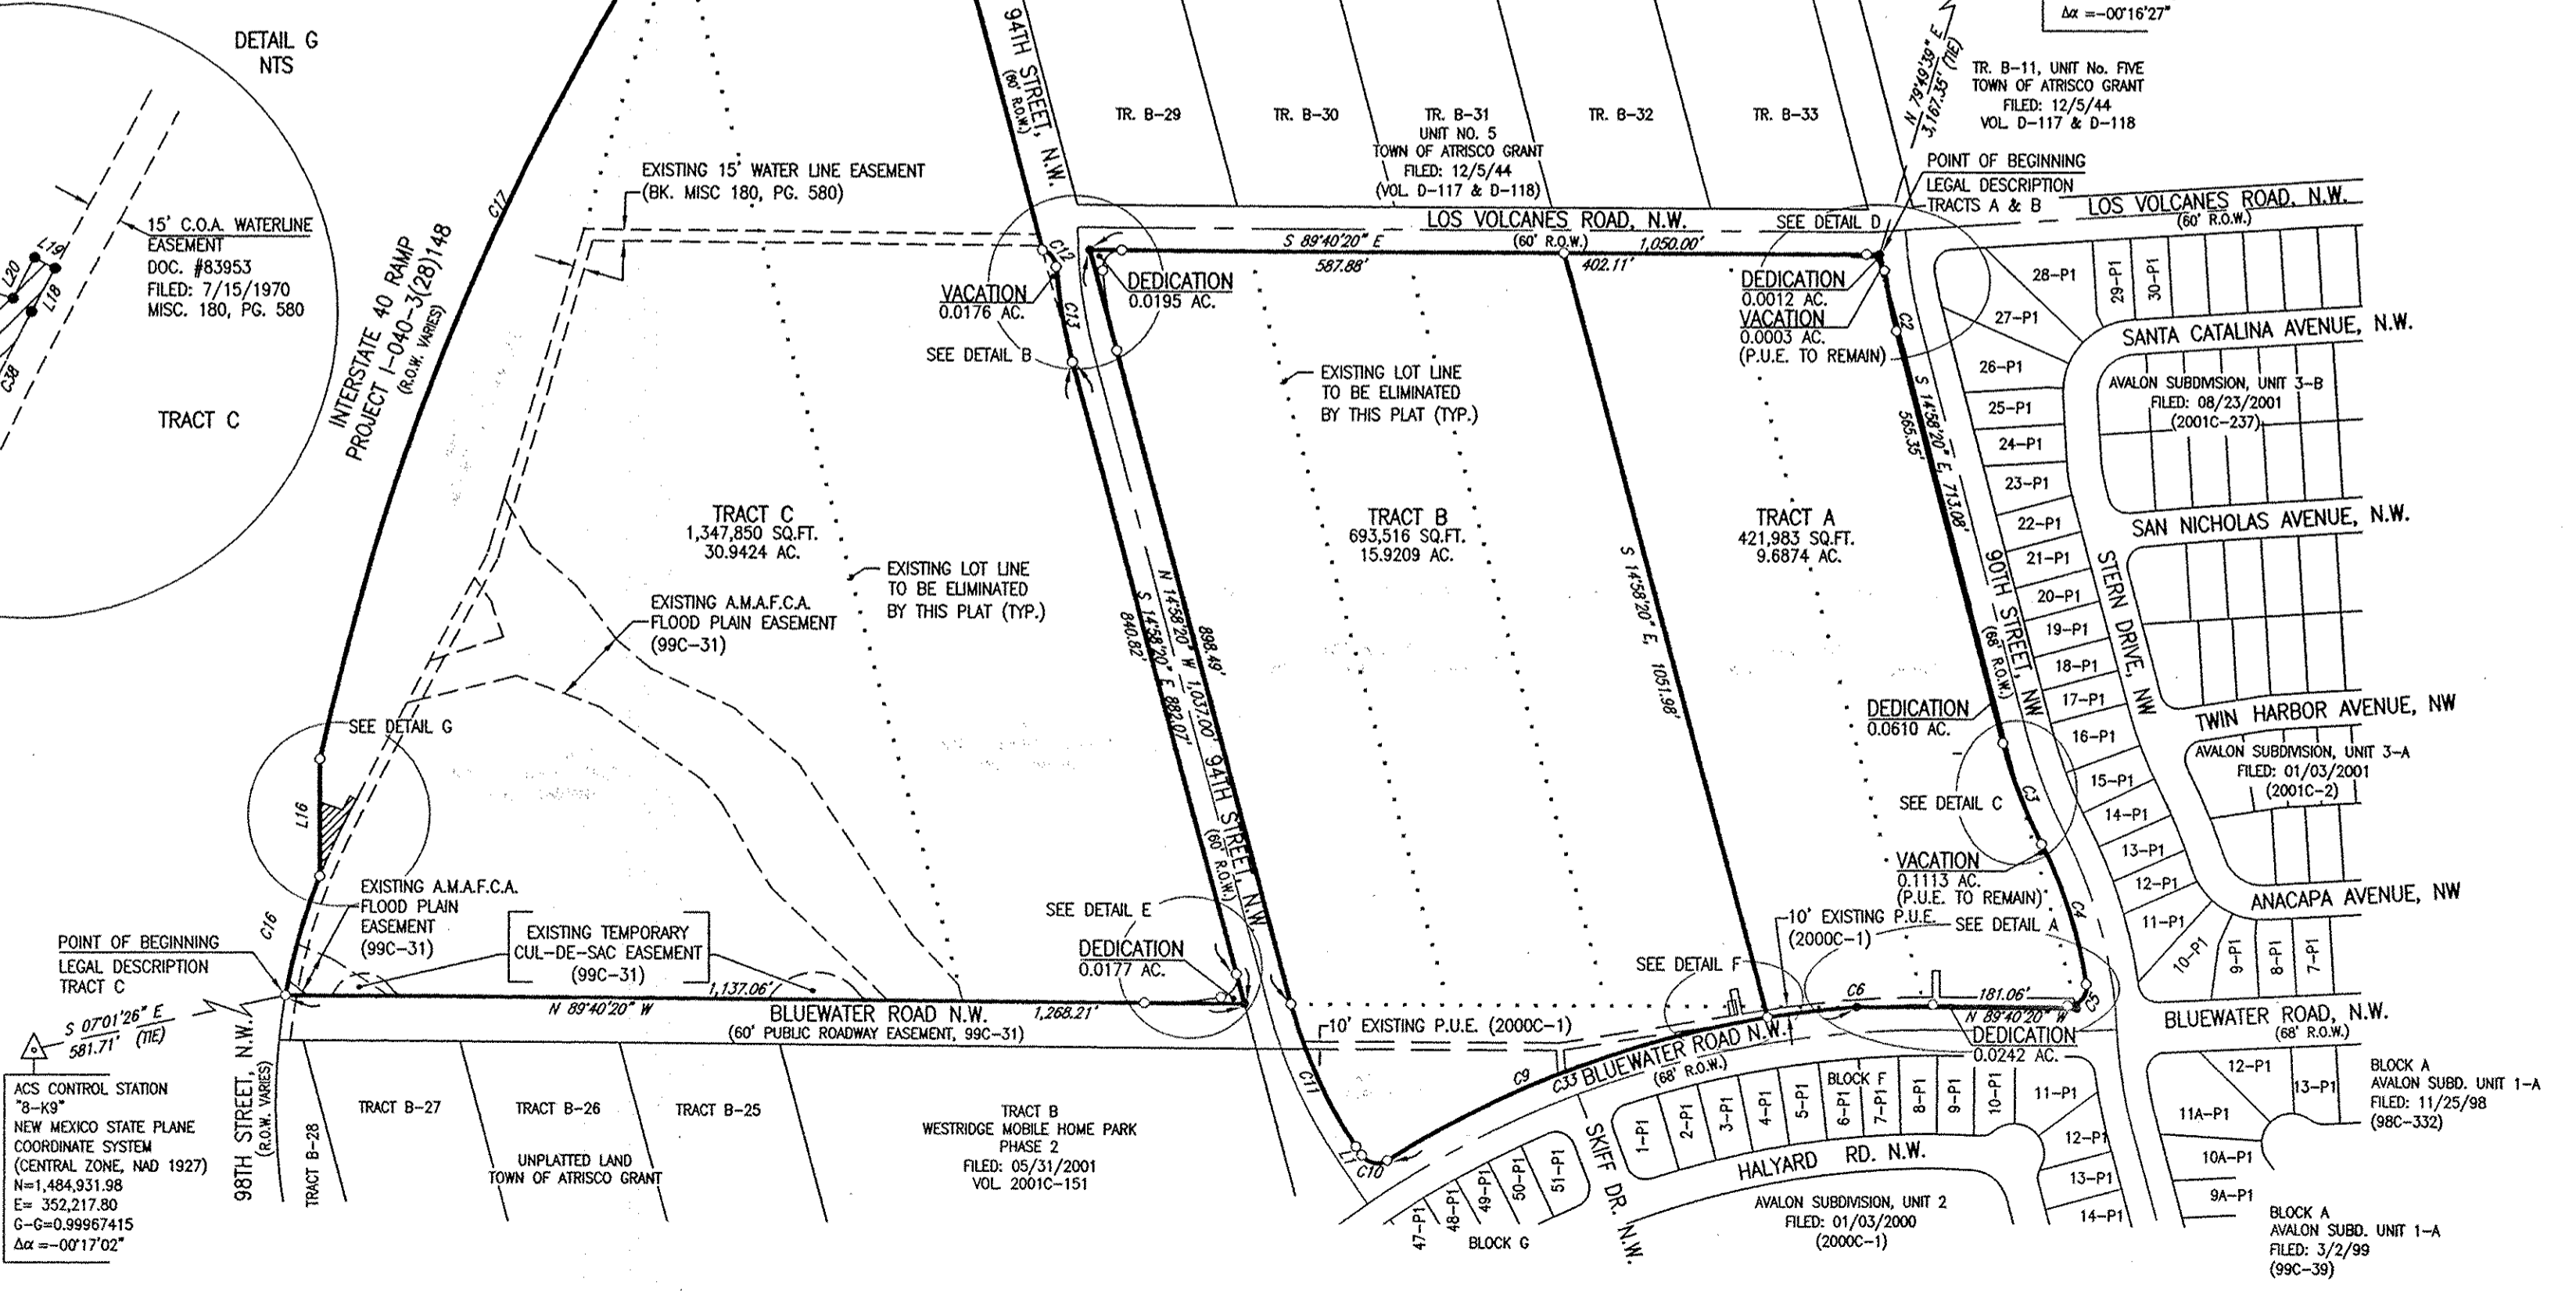 DETAIL G
NTS
15' C.O.A. WATERLINE
EASEMENT
DOC. #83953
FILED: 7/15/1970
MISC. 180, PG. 580
L19
L20
L18
C38
TRACT C
INTERSTATE 40 RAMP
PROJECT I-040-3(28)148
(R.O.W. VARIES)
C17
EXISTING 15' WATER LINE EASEMENT
(BK. MISC 180, PG. 580)
94TH STREET, N.W.
(60' R.O.W.)
TR. B-29
TR. B-30
TR. B-31
UNIT NO. 5
TOWN OF ATRISCO GRANT
FILED: 12/5/44
(VOL. D-117 & D-118)
TR. B-32
TR. B-33
N 79°49'39" E
3,167.35' (TIE)
Δα =-00°16'27"
TR. B-11, UNIT No. FIVE
TOWN OF ATRISCO GRANT
FILED: 12/5/44
VOL. D-117 & D-118
POINT OF BEGINNING
LEGAL DESCRIPTION
TRACTS A & B
LOS VOLCANES ROAD, N.W.
(60' R.O.W.)
LOS VOLCANES ROAD, N.W.
(60' R.O.W.)
SEE DETAIL D
S 89°40'20" E
1,050.00'
587.88'
402.11'
C12
C13
VACATION
0.0176 AC.
DEDICATION
0.0195 AC.
SEE DETAIL B
DEDICATION
0.0012 AC.
VACATION
0.0003 AC.
(P.U.E. TO REMAIN)
C2
EXISTING LOT LINE
TO BE ELIMINATED
BY THIS PLAT (TYP.)
S 14°58'20" E, 713.08'
565.35'
28-P1
29-P1
30-P1
27-P1
26-P1
25-P1
24-P1
23-P1
22-P1
21-P1
20-P1
19-P1
18-P1
17-P1
16-P1
15-P1
14-P1
13-P1
12-P1
11-P1
10-P1
9-P1
8-P1
7-P1
SANTA CATALINA AVENUE, N.W.
AVALON SUBDIVISION, UNIT 3-B
FILED: 08/23/2001
(2001C-237)
SAN NICHOLAS AVENUE, N.W.
STERN DRIVE, NW
90TH STREET, NW
(68' R.O.W.)
TWIN HARBOR AVENUE, NW
AVALON SUBDIVISION, UNIT 3-A
FILED: 01/03/2001
(2001C-2)
ANACAPA AVENUE, NW
TRACT C
1,347,850 SQ.FT.
30.9424 AC.
TRACT B
693,516 SQ.FT.
15.9209 AC.
TRACT A
421,983 SQ.FT.
9.6874 AC.
EXISTING LOT LINE
TO BE ELIMINATED
BY THIS PLAT (TYP.)
EXISTING A.M.A.F.C.A.
FLOOD PLAIN EASEMENT
(99C-31)
898.49'
N 14°58'20" W 1,037.00'
S 14°58'20" E 882.07'
840.82'
94TH STREET, N.W.
(60' R.O.W.)
S 14°58'20" E, 1051.98'
DEDICATION
0.0610 AC.
SEE DETAIL C
C3
VACATION
0.1113 AC.
(P.U.E. TO REMAIN)
C4
SEE DETAIL G
L16
C16
EXISTING A.M.A.F.C.A.
FLOOD PLAIN
EASEMENT
(99C-31)
EXISTING TEMPORARY
CUL-DE-SAC EASEMENT
(99C-31)
SEE DETAIL E
DEDICATION
0.0177 AC.
10' EXISTING P.U.E.
(2000C-1)
SEE DETAIL A
SEE DETAIL F
C6
181.06'
N 89°40'20" W
C5
DEDICATION
0.0242 AC.
POINT OF BEGINNING
LEGAL DESCRIPTION
TRACT C
S 07°01'26" E
581.71' (TIE)
1,137.06'
N 89°40'20" W
BLUEWATER ROAD N.W.
1,268.21'
(60' PUBLIC ROADWAY EASEMENT, 99C-31)
10' EXISTING P.U.E. (2000C-1)
BLUEWATER ROAD N.W.
(68' R.O.W.)
BLUEWATER ROAD, N.W.
(68' R.O.W.)
C11
C9
C33
L1
C10
98TH STREET, N.W.
(R.O.W. VARIES)
ACS CONTROL STATION
"8-K9"
NEW MEXICO STATE PLANE
COORDINATE SYSTEM
(CENTRAL ZONE, NAD 1927)
N=1,484,931.98
E= 352,217.80
G-G=0.99967415
Δα =-00°17'02"
TRACT B-28
TRACT B-27
TRACT B-26
TRACT B-25
UNPLATTED LAND
TOWN OF ATRISCO GRANT
TRACT B
WESTRIDGE MOBILE HOME PARK
PHASE 2
FILED: 05/31/2001
VOL. 2001C-151
47-P1
48-P1
49-P1
50-P1
51-P1
BLOCK G
SKIFF DR. N.W.
1-P1
2-P1
3-P1
4-P1
5-P1
BLOCK F
6-P1
7-P1
8-P1
9-P1
10-P1
11-P1
12-P1
13-P1
14-P1
HALYARD RD. N.W.
AVALON SUBDIVISION, UNIT 2
FILED: 01/03/2000
(2000C-1)
12-P1
13-P1
11A-P1
10A-P1
9A-P1
BLOCK A
AVALON SUBD. UNIT 1-A
FILED: 11/25/98
(98C-332)
BLOCK A
AVALON SUBD. UNIT 1-A
FILED: 3/2/99
(99C-39)